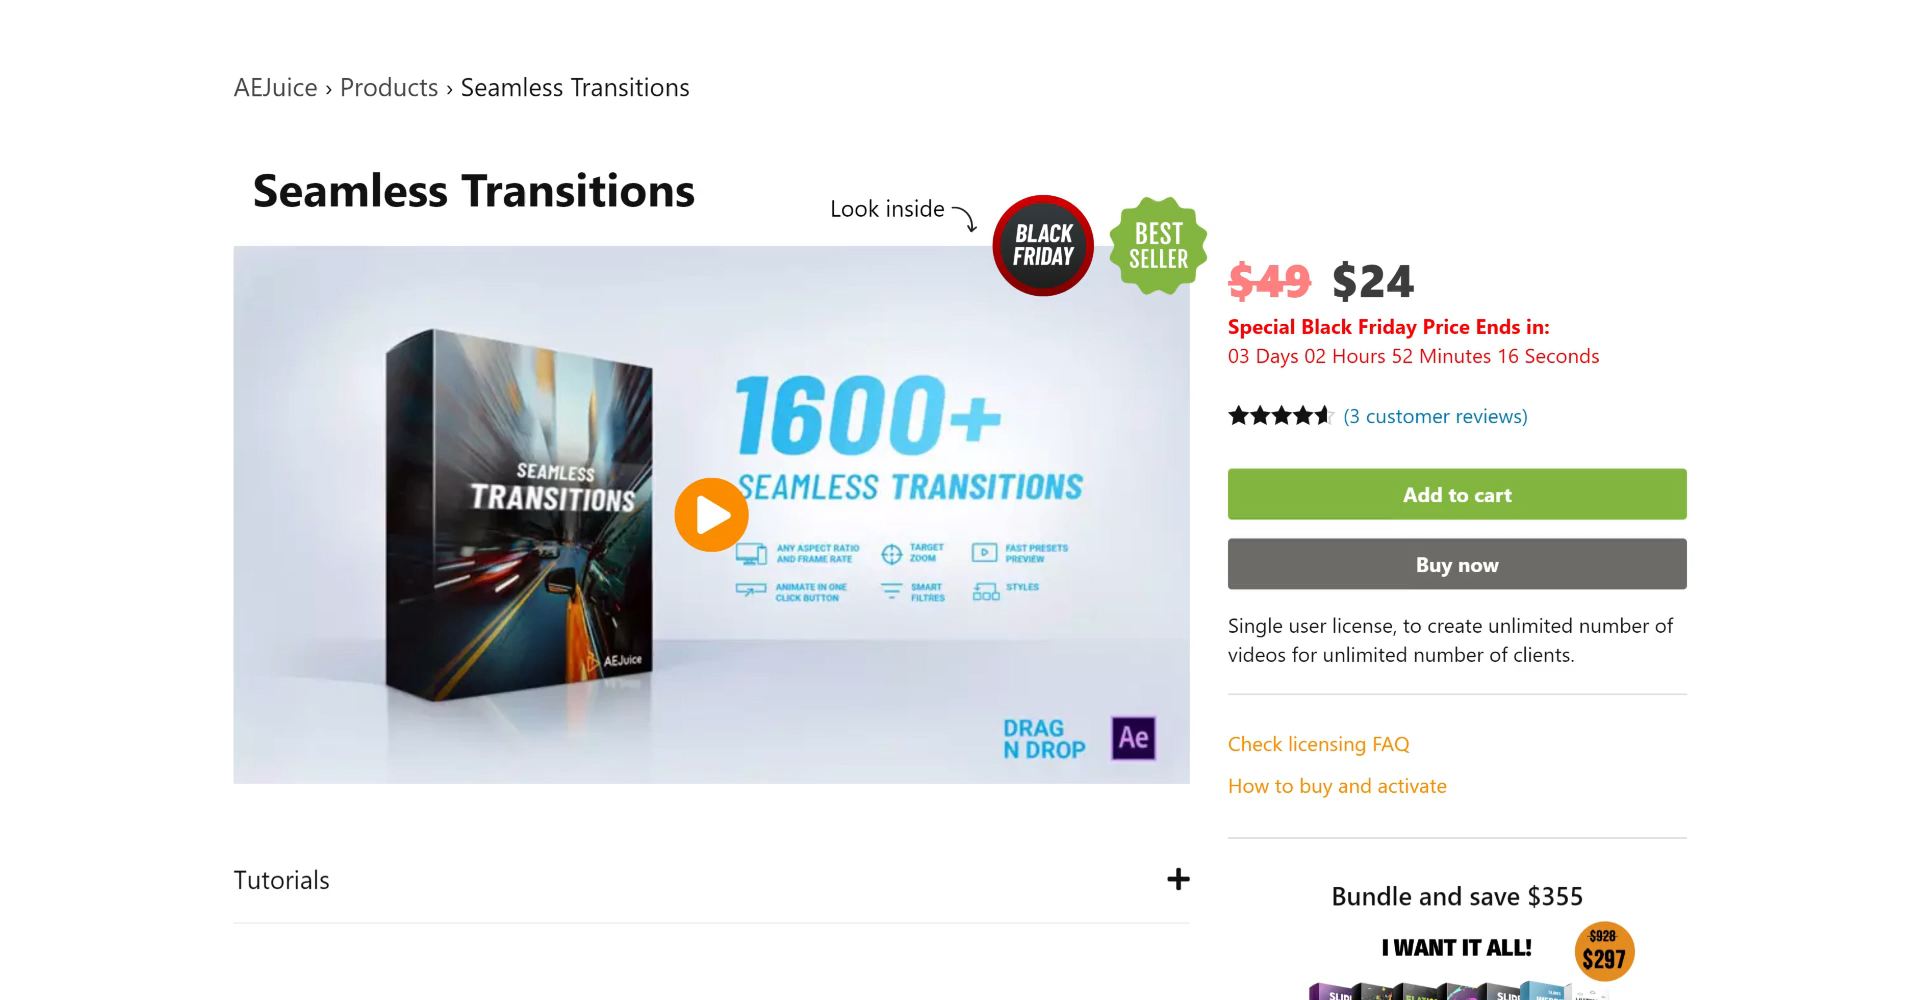 AEJuice › Products › Seamless Transitions
Seamless Transitions
Look inside
BLACK
FRIDAY
BEST
SELLER
SEAMLESS
TRANSITIONS
AEJuice
1600+
SEAMLESS TRANSITIONS
ANY ASPECT RATIO
AND FRAME RATE
TARGET
ZOOM
FAST PRESETS
PREVIEW
ANIMATE IN ONE
CLICK BUTTON
SMART
FILTRES
STYLES
DRAG
N DROP
Ae
$49 $24
Special Black Friday Price Ends in:
03 Days 02 Hours 52 Minutes 16 Seconds
(3 customer reviews)
Add to cart
Buy now
Single user license, to create unlimited number of
videos for unlimited number of clients.
Check licensing FAQ
How to buy and activate
Tutorials
Bundle and save $355
I WANT IT ALL!
$928
$297